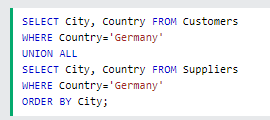 SELECT City, Country FROM Customers
WHERE Country='Germany'
UNION ALL
SELECT City, Country FROM Suppliers
WHERE Country='Germany'
ORDER BY City;